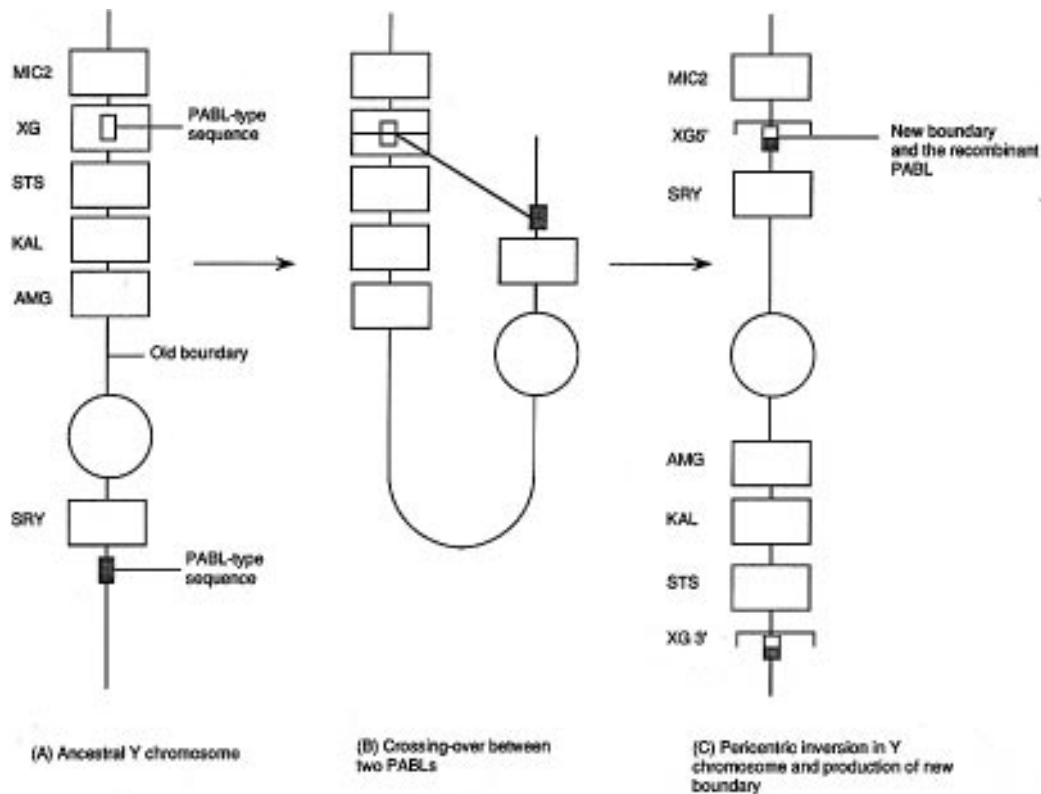 MIC2
XG
PABL-type
sequence
STS
KAL
AMG
Old boundary
SRY
PABL-type
sequence
(A) Ancestral Y chromosome
(B) Crossing-over between
two PABLs
MIC2
XG5'
New boundary
and the recombinant
PABL
SRY
AMG
KAL
STS
XG 3'
(C) Pericentric inversion in Y
chromosome and production of new
boundary